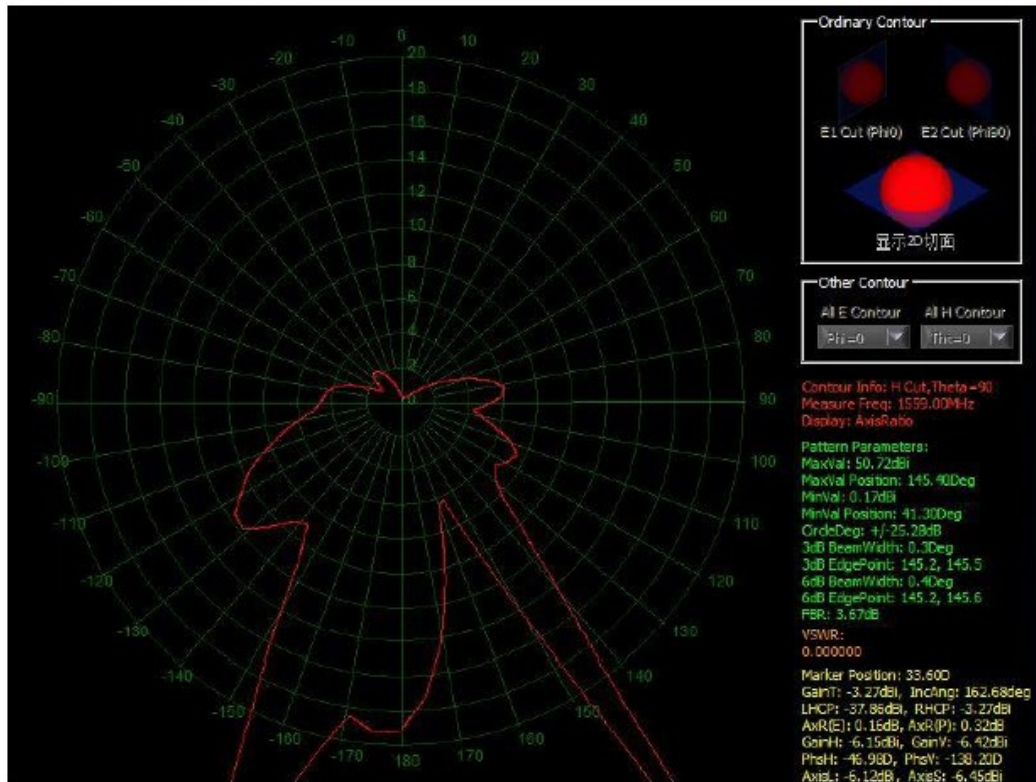 0
-10
10
-20
20
-30
30
-40
40
-50
50
-60
60
-70
70
-80
80
-90
90
-100
100
-110
110
-120
120
-130
130
-150
150
-160
160
-170
170
180
20
18
16
14
12
10
8
6
4
2
0
Ordinary Contour
E1 Cut (Phi0)
E2 Cut (Phi90)
显示2D切面
Other Contour
All E Contour
All H Contour
Phi=0
Tht=0
Contour Info: H Cut,Theta=90
Measure Freq: 1559.00MHz
Display: AxisRatio
Pattern Parameters:
MaxVal: 50.72dBi
MaxVal Position: 145.40Deg
MinVal: 0.17dBi
MinVal Position: 41.30Deg
CircleDeg: +/-25.28dB
3dB BeamWidth: 0.3Deg
3dB EdgePoint: 145.2, 145.5
6dB BeamWidth: 0.4Deg
6dB EdgePoint: 145.2, 145.6
FBR: 3.67dB
VSWR:
0.000000
Marker Position: 33.60D
GainT: -3.27dBi, IncAng: 162.68deg
LHCP: -37.86dBi, RHCP: -3.27dBi
AxR(E): 0.16dB, AxR(P): 0.32dB
GainH: -6.15dBi, GainV: -6.42dBi
PhsH: -46.98D, PhsV: -138.20D
AxisL: -6.12dBi, AxisS: -6.45dBi